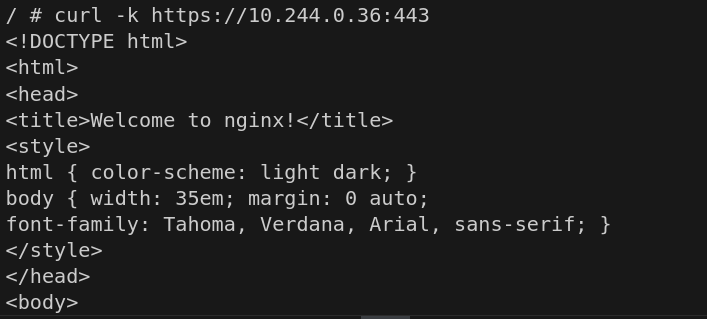 / # curl -k https://10.244.0.36:443
<!DOCTYPE html>
<html>
<head>
<title>Welcome to nginx!</title>
<style>
html { color-scheme: light dark; }
body { width: 35em; margin: 0 auto;
font-family: Tahoma, Verdana, Arial, sans-serif; }
</style>
</head>
<body>